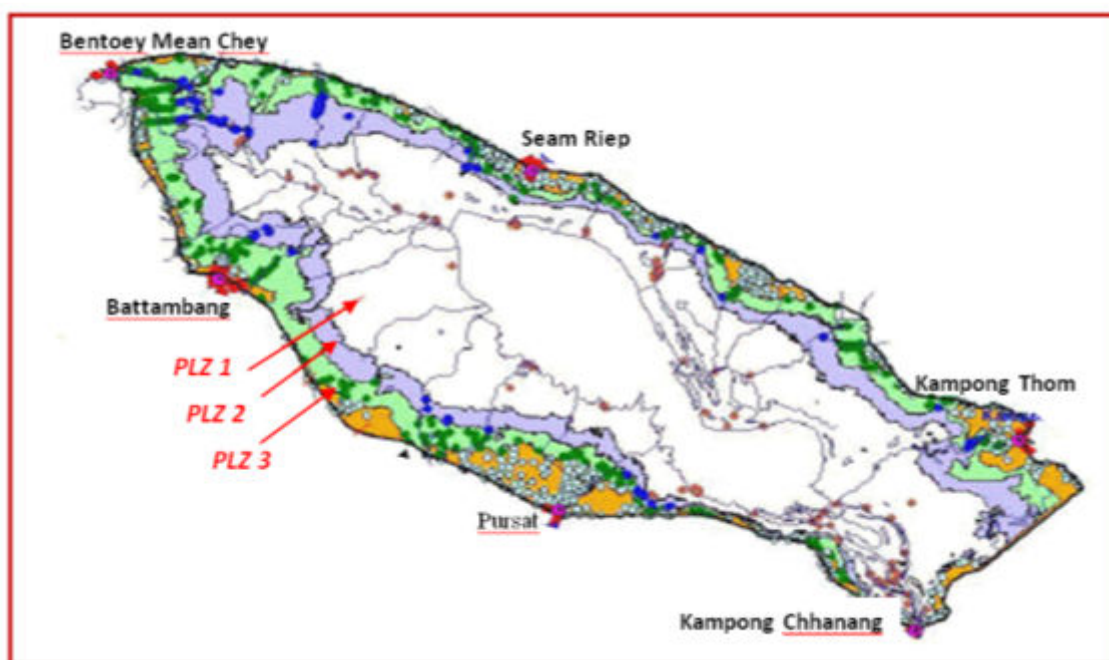 Bentoey Mean Chey
Seam Riep
Battambang
PLZ 1
PLZ 2
Kampong Thom
PLZ 3
Pursat
Kampong Chhanang